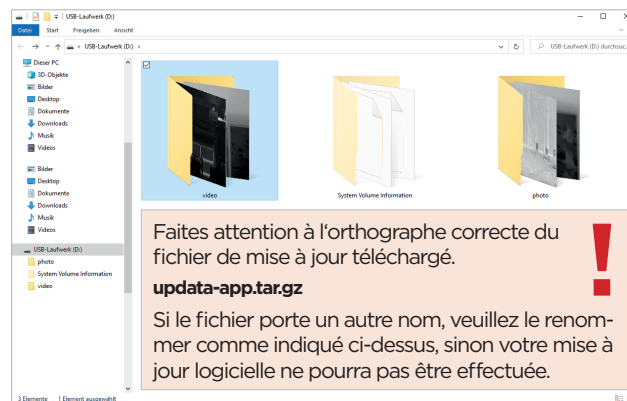 USB-Laufwerk (D:)
Datei Start Freigeben Ansicht
USB-Laufwerk (D:)
USB-Laufwerk (D:) durchsuc...
Dieser PC
3D-Objekte
Bilder
Desktop
Dokumente
Downloads
Musik
Videos
Bilder
Desktop
Dokumente
Downloads
Musik
Videos
USB-Laufwerk (D:)
photo
System Volume Information
video
video
System Volume Information
photo
Faites attention à l'orthographe correcte du
fichier de mise à jour téléchargé.
updata-app.tar.gz
Si le fichier porte un autre nom, veuillez le renom-
mer comme indiqué ci-dessus, sinon votre mise à
jour logicielle ne pourra pas être effectuée.
!
3 Elemente 1 Element ausgewählt